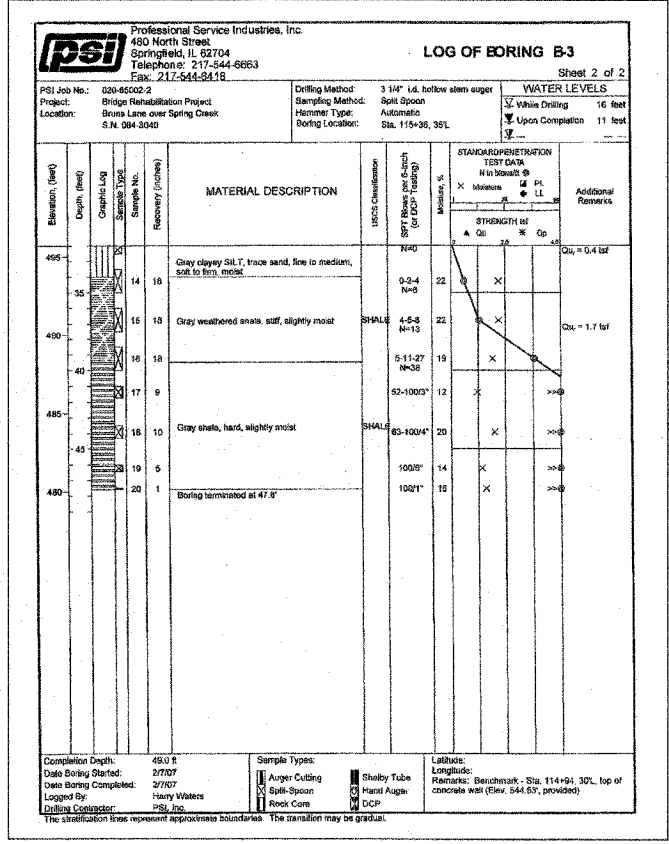 psi
Professional Service Industries, Inc.
480 North Street
Springfield, IL 62704
Telephone: 217-544-6663
Fax: 217-544-6418
LOG OF BORING B-3
Sheet 2 of 2
PSI Job No.: 020-65002-2
Project: Bridge Rehabilitation Project
Location: Bruns Lane over Spring Creek
S.N. 084-3040
Drilling Method: 3 1/4" i.d. hollow stem auger
Sampling Method: Split Spoon
Hammer Type: Automatic
Boring Location: Sta. 115+36, 35'L
WATER LEVELS
While Drilling 16 feet
Upon Completion 11 feet
Elevation, (feet)
Depth, (feet)
Graphic Log
Sample Type
Sample No.
Recovery (inches)
MATERIAL DESCRIPTION
USCS Classification
SPT Blows per 6-inch
(or DCP Testing)
Moisture, %
STANDARD PENETRATION
TEST DATA
N in blows/ft
× Moisture PL
LL
STRENGTH, tsf
Qu Qp
0 2.0 4.0
Additional
Remarks
495
N=0
Qu, = 0.4 tsf
Gray clayey SILT, trace sand, fine to medium,
soft to firm, moist
14 18 0-2-4 22
N=6
35
15 18 Gray weathered shale, stiff, slightly moist SHALE 4-5-8 22
N=13
Qu, = 1.7 tsf
490
16 18 5-11-27 19
N=38
40
17 9 52-100/3" 12 >>
485
18 10 Gray shale, hard, slightly moist SHALE 63-100/4" 20 >>
45
19 5 100/5" 14 >>
20 1 100/1" 16 >>
480
Boring terminated at 47.6'
Completion Depth: 49.0 ft
Date Boring Started: 2/7/07
Date Boring Completed: 2/7/07
Logged By: Harry Waters
Drilling Contractor: PSI, Inc.
Sample Types:
Auger Cutting
Split-Spoon
Rock Core
Shelby Tube
Hand Auger
DCP
Latitude:
Longitude:
Remarks: Benchmark - Sta. 114+94, 30'L, top of
concrete wall (Elev. 544.63', provided)
The stratification lines represent approximate boundaries. The transition may be gradual.